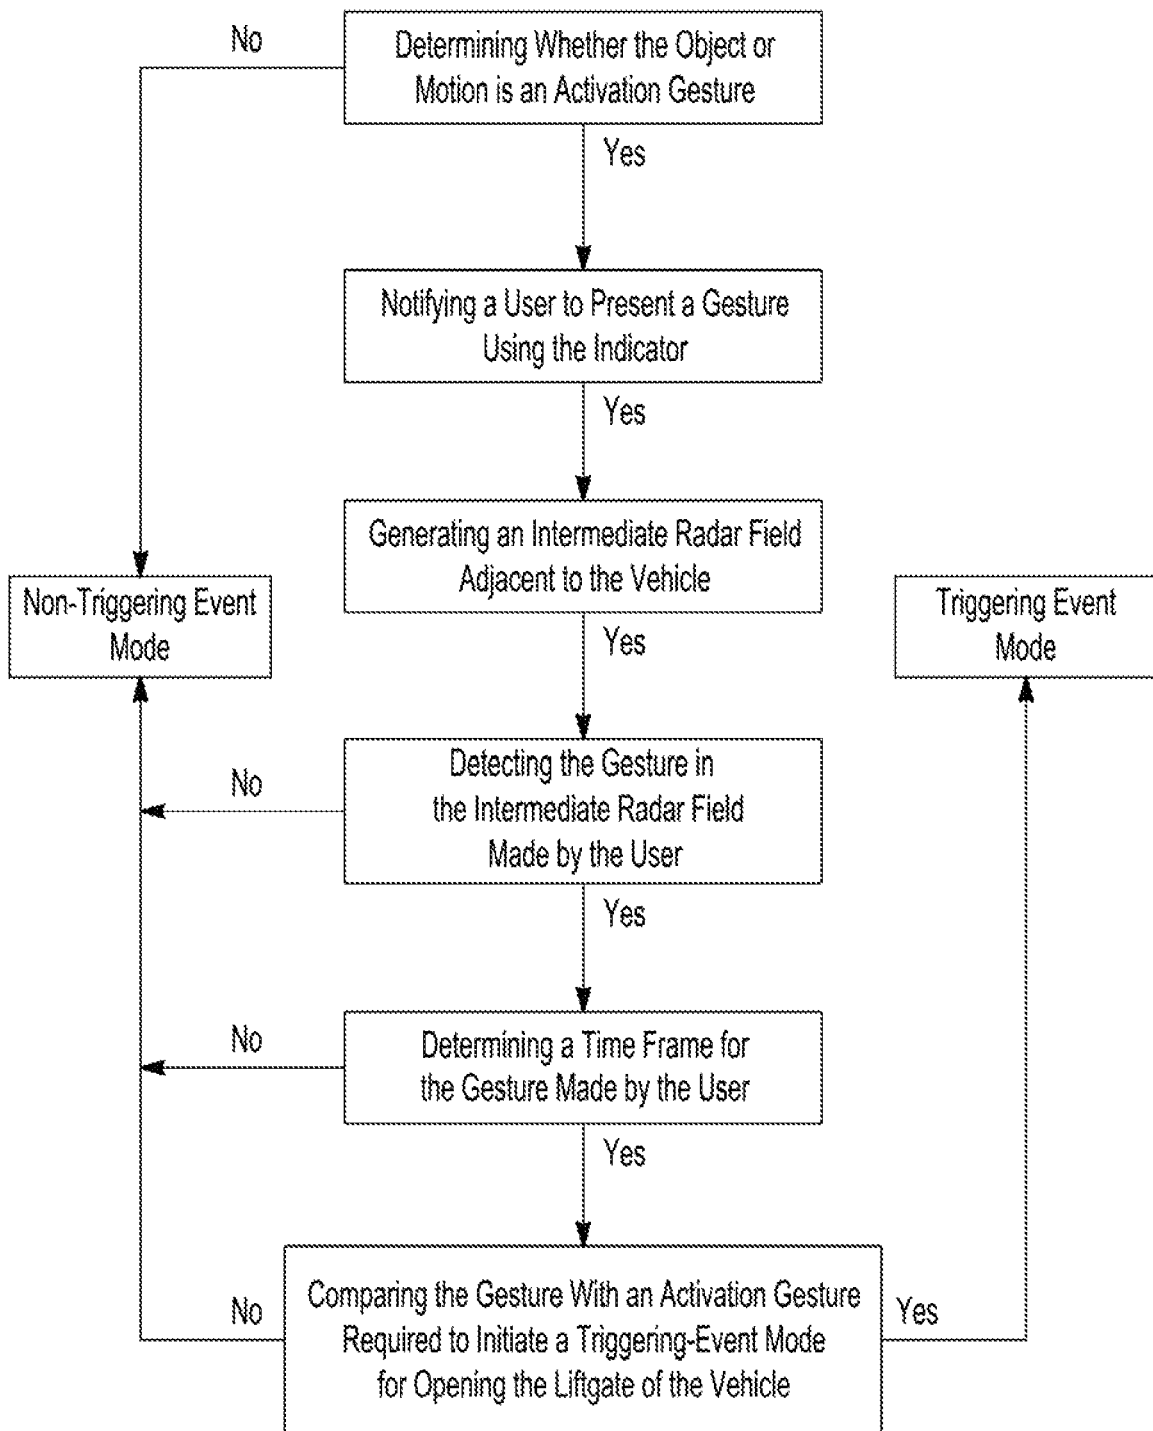 No
Determining Whether the Object or
Motion is an Activation Gesture
Yes
Notifying a User to Present a Gesture
Using the Indicator
Yes
Generating an Intermediate Radar Field
Adjacent to the Vehicle
Non-Triggering Event
Mode
Triggering Event
Mode
Yes
No
Detecting the Gesture in
the Intermediate Radar Field
Made by the User
Yes
No
Determining a Time Frame for
the Gesture Made by the User
Yes
No
Comparing the Gesture With an Activation Gesture
Required to Initiate a Triggering-Event Mode
for Opening the Liftgate of the Vehicle
Yes